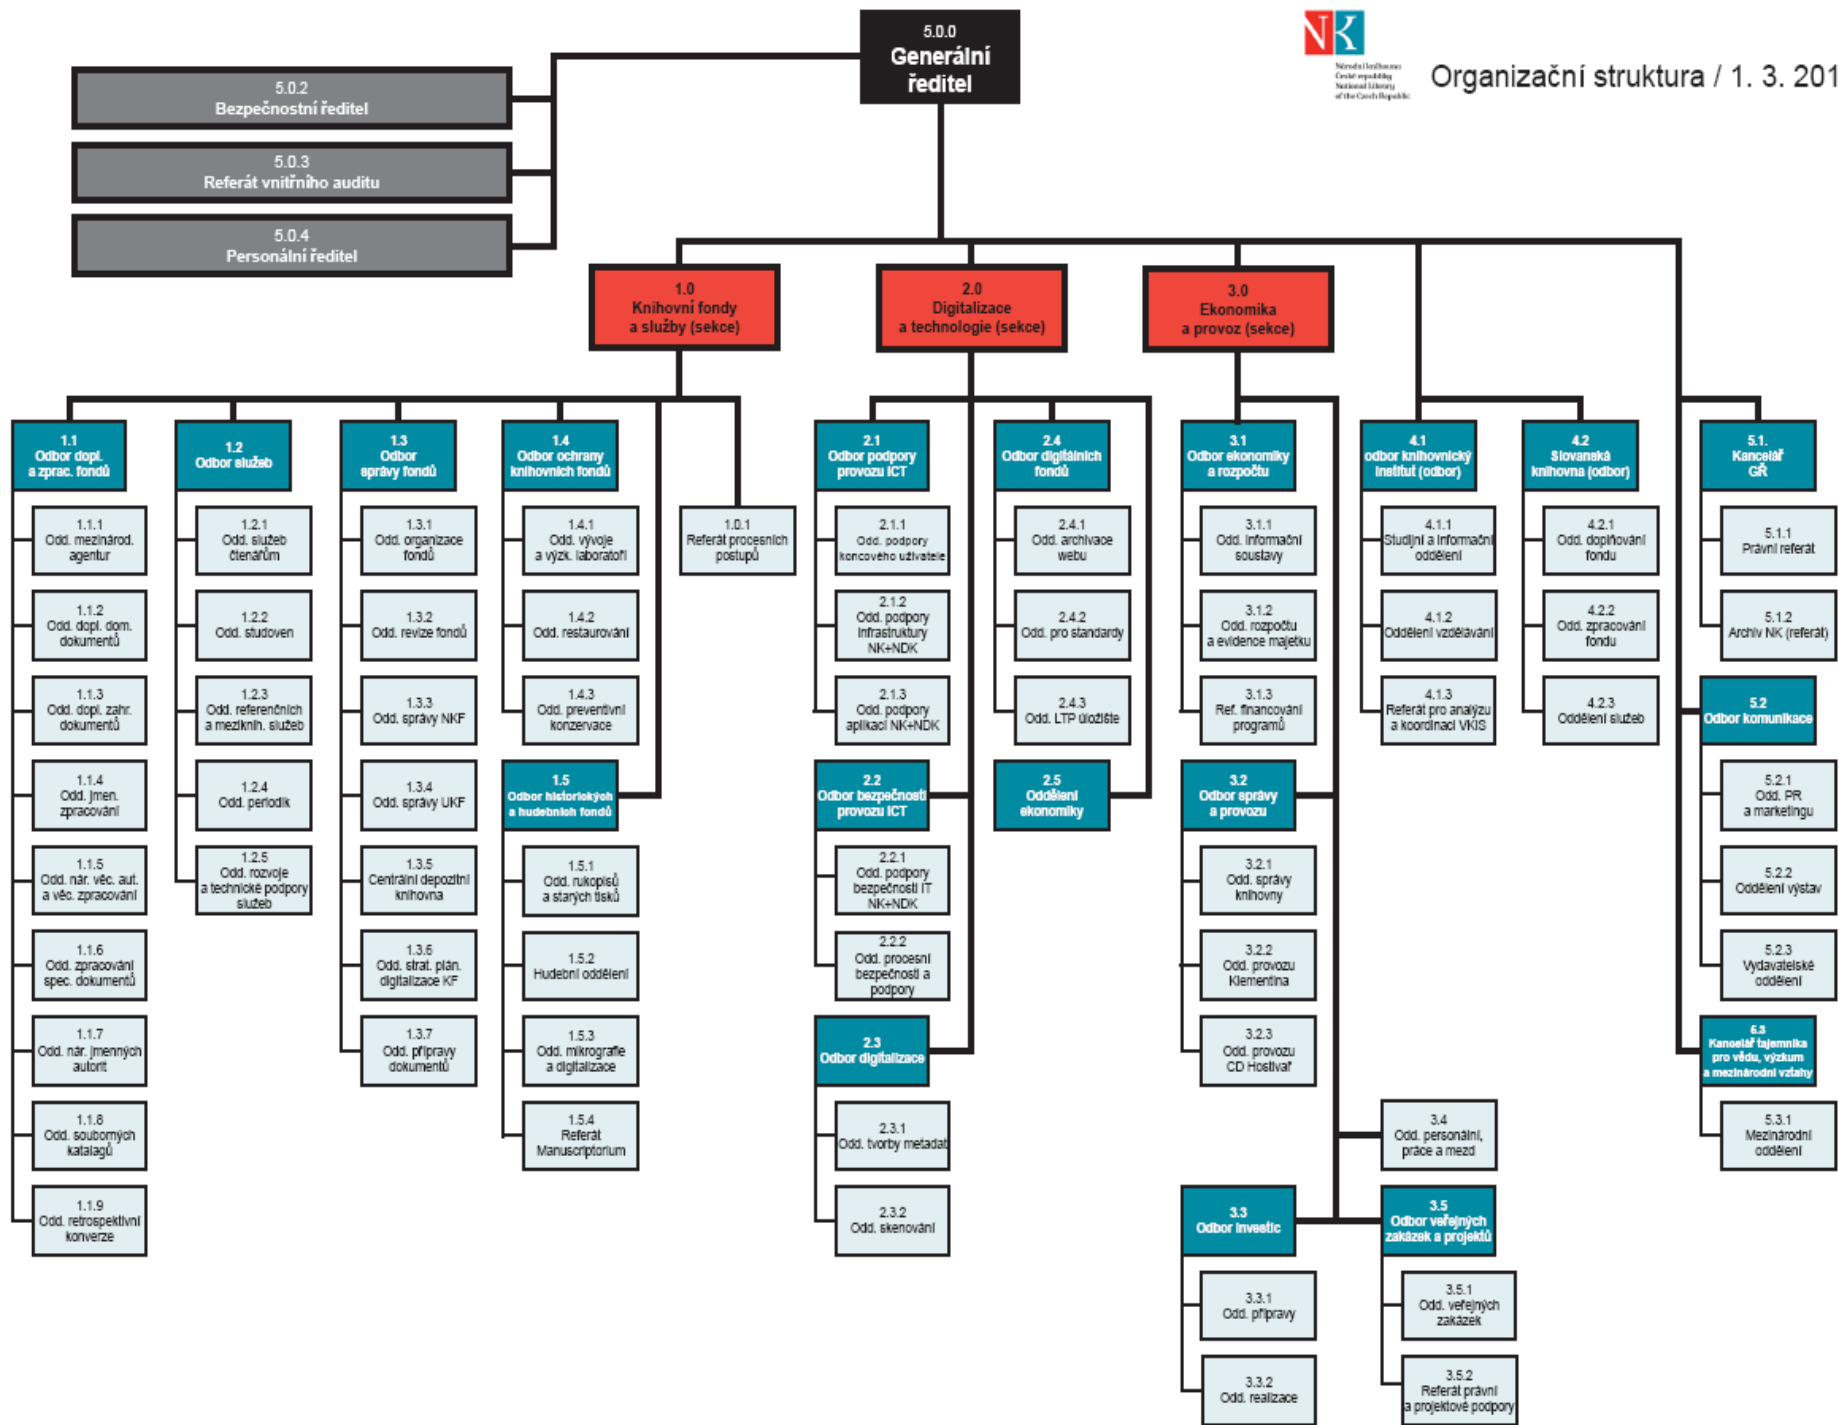 5.0.0
Generální
ředitel
Národní knihovna
České republiky
National Library
of the Czech Republic
Organizační struktura / 1. 3. 201
5.0.2
Bezpečnostní ředitel
5.0.3
Referát vnitřního auditu
5.0.4
Personální ředitel
1.0
Knihovní fondy
a služby (sekce)
2.0
Digitalizace
a technologie (sekce)
3.0
Ekonomika
a provoz (sekce)
1.1
Odbor dopl.
a zprac. fondů
1.1.1
Odd. mezinárod.
agentur
1.1.2
Odd. dopl. dom.
dokumentů
1.1.3
Odd. dopl. zahr.
dokumentů
1.1.4
Odd. jmen.
zpracování
1.1.5
Odd. nár. věc. aut.
a věc. zpracování
1.1.6
Odd. zpracování
spec. dokumentů
1.1.7
Odd. nár. jmenných
autorit
1.1.8
Odd. souborných
katalagů
1.1.9
Odd. retrospektivní
konverze
1.2
Odbor služeb
1.2.1
Odd. služeb
čtenářům
1.2.2
Odd. studoven
1.2.3
Odd. referenčních
a meziknih. služeb
1.2.4
Odd. periodik
1.2.5
Odd. rozvoje
a technické podpory
služeb
1.3
Odbor
správy fondů
1.3.1
Odd. organizace
fondů
1.3.2
Odd. revize fondů
1.3.3
Odd. správy NKF
1.3.4
Odd. správy UKF
1.3.5
Centrální depozitní
knihovna
1.3.6
Odd. strat. plán.
digitalizace KF
1.3.7
Odd. přípravy
dokumentů
1.4
Odbor ochrany
knihovních fondů
1.4.1
Odd. vývoje
a výzk. laboratoří
1.4.2
Odd. restaurování
1.4.3
Odd. preventivní
konzervace
1.5
Odbor historických
a hudebních fondů
1.5.1
Odd. rukopisů
a starých tisků
1.5.2
Hudební oddělení
1.5.3
Odd. mikrografie
a digitalizace
1.5.4
Referát
Manuscriptorium
1.0.1
Referát procesních
postupů
2.1
Odbor podpory
provozu ICT
2.1.1
Odd. podpory
koncového uživatele
2.1.2
Odd. podpory
infrastruktury
NK+NDK
2.1.3
Odd. podpory
aplikací NK+NDK
2.2
Odbor bezpečnosti
provozu ICT
2.2.1
Odd. podpory
bezpečnosti IT
NK+NDK
2.2.2
Odd. procesní
bezpečnosti a
podpory
2.3
Odbor digitalizace
2.3.1
Odd. tvorby metadat
2.3.2
Odd. skenování
2.4
Odbor digitálních
fondů
2.4.1
Odd. archivace
webu
2.4.2
Odd. pro standardy
2.4.3
Odd. LTP úložiště
2.5
Oddělení
ekonomiky
3.1
Odbor ekonomiky
a rozpočtu
3.1.1
Odd. informační
soustavy
3.1.2
Odd. rozpočtu
a evidence majetku
3.1.3
Ref. financování
programů
3.2
Odbor správy
a provozu
3.2.1
Odd. správy
knihovny
3.2.2
Odd. provozu
Klementina
3.2.3
Odd. provozu
CD Hostivař
3.4
Odd. personální,
práce a mezd
3.3
Odbor investic
3.3.1
Odd. přípravy
3.3.2
Odd. realizace
3.5
Odbor veřejných
zakázek a projektů
3.5.1
Odd. veřejných
zakázek
3.5.2
Referát právní
a projektové podpory
4.1
odbor knihovnický
institut (odbor)
4.1.1
Studijní a informační
oddělení
4.1.2
Oddělení vzdělávání
4.1.3
Referát pro analýzu
a koordinaci VKIS
4.2
Slovanská
knihovna (odbor)
4.2.1
Odd. doplňování
fondu
4.2.2
Odd. zpracování
fondu
4.2.3
Oddělení služeb
5.1.
Kancelář
GŘ
5.1.1
Právní referát
5.1.2
Archiv NK (referát)
5.2
Odbor komunikace
5.2.1
Odd. PR
a marketingu
5.2.2
Oddělení výstav
5.2.3
Vydavatelské
oddělení
5.3
Kancelář tajemníka
pro vědu, výzkum
a mezinárodní vztahy
5.3.1
Mezinárodní
oddělení